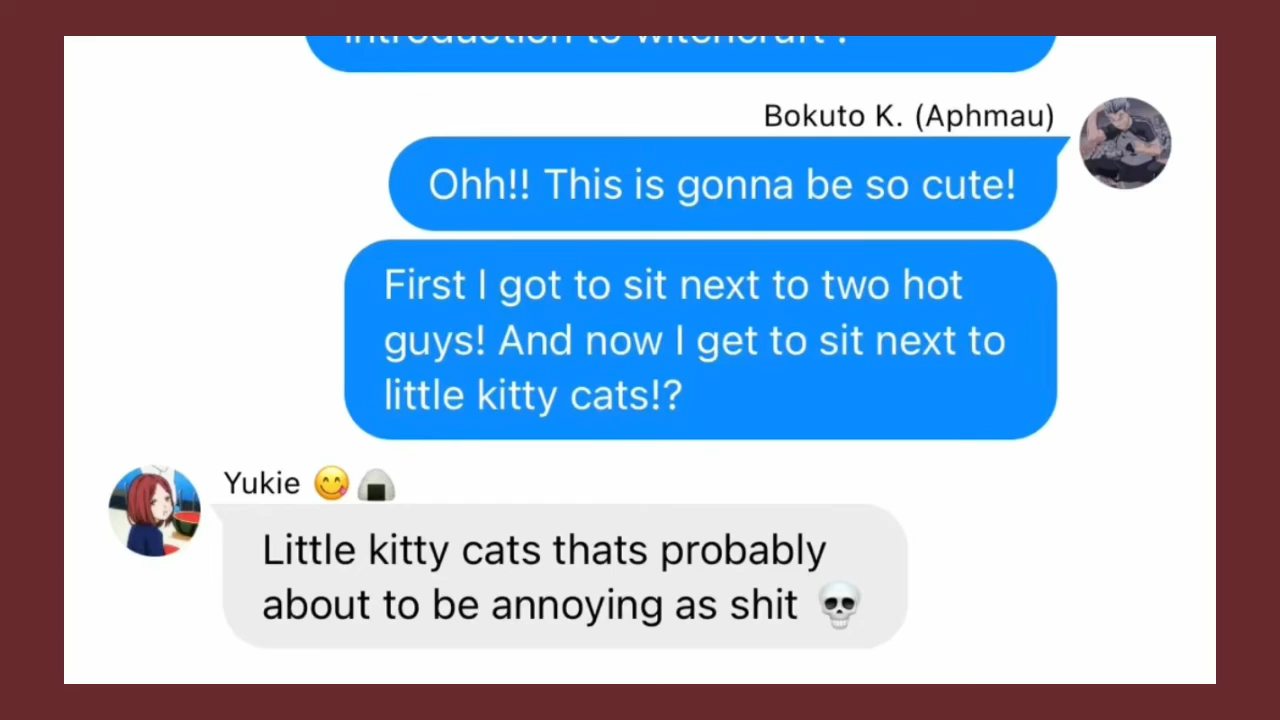 introduction to witchcraft".
Bokuto K. (Aphmau)
Ohh!! This is gonna be so cute!
First I got to sit next to two hot
guys! And now I get to sit next to
little kitty cats!?
Yukie 😋🍙
Little kitty cats thats probably
about to be annoying as shit 💀